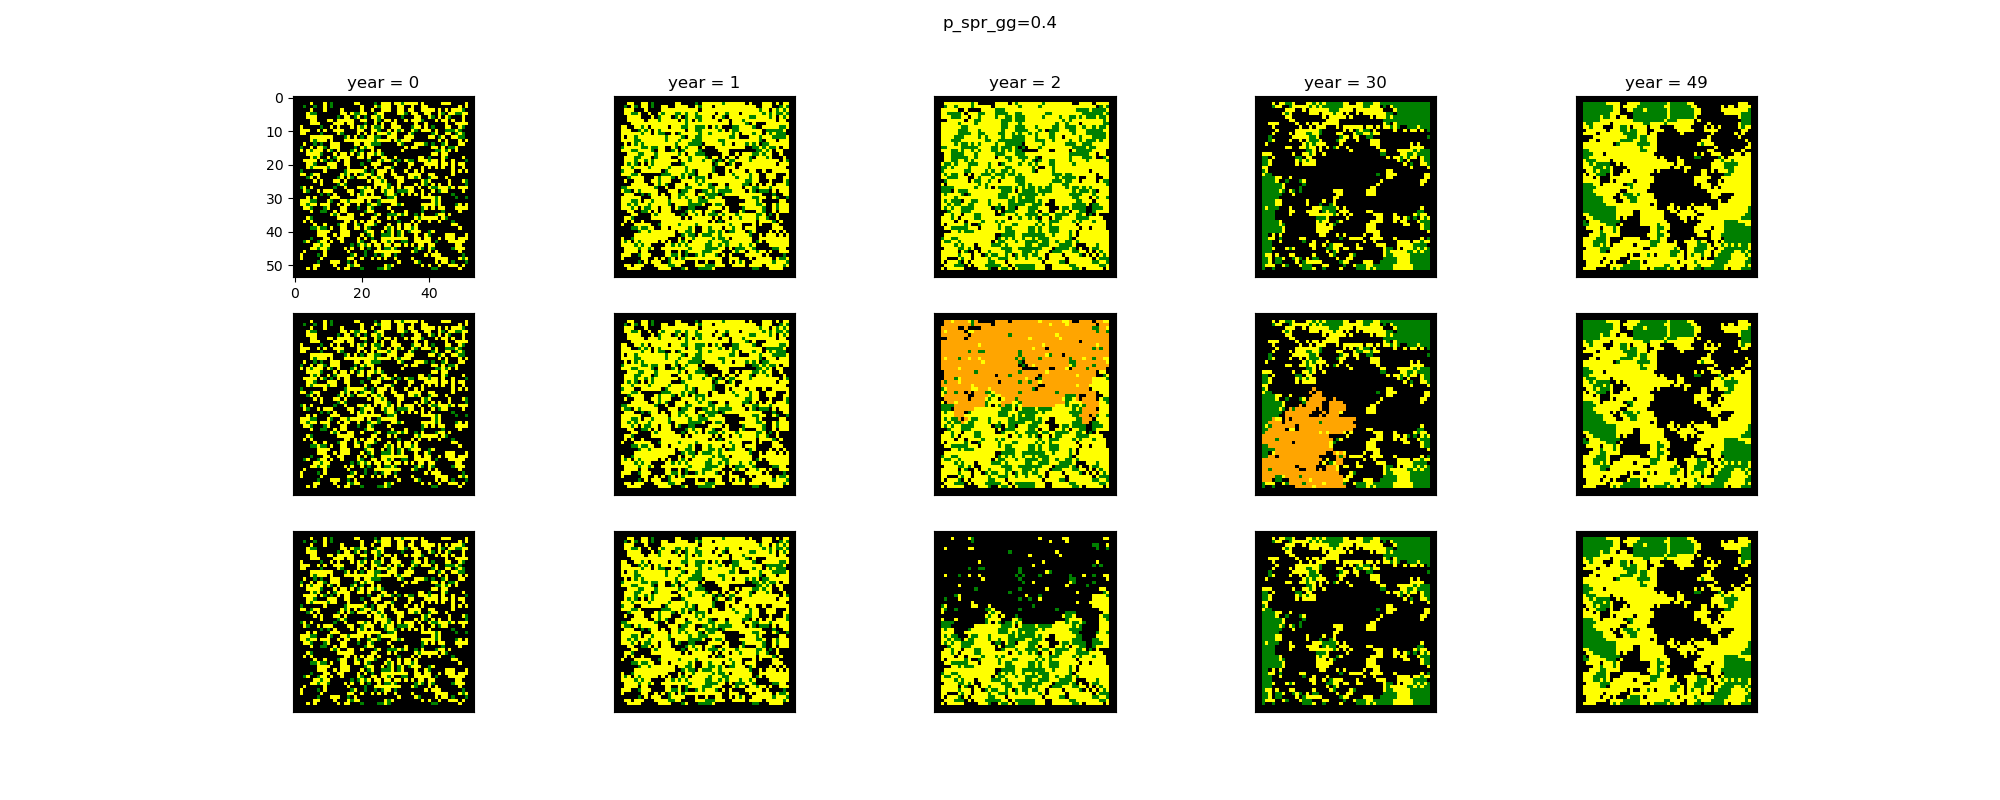 p_spr_gg=0.4
year = 0
year = 1
year = 2
year = 30
year = 49
0
10
20
30
40
50
0 20 40